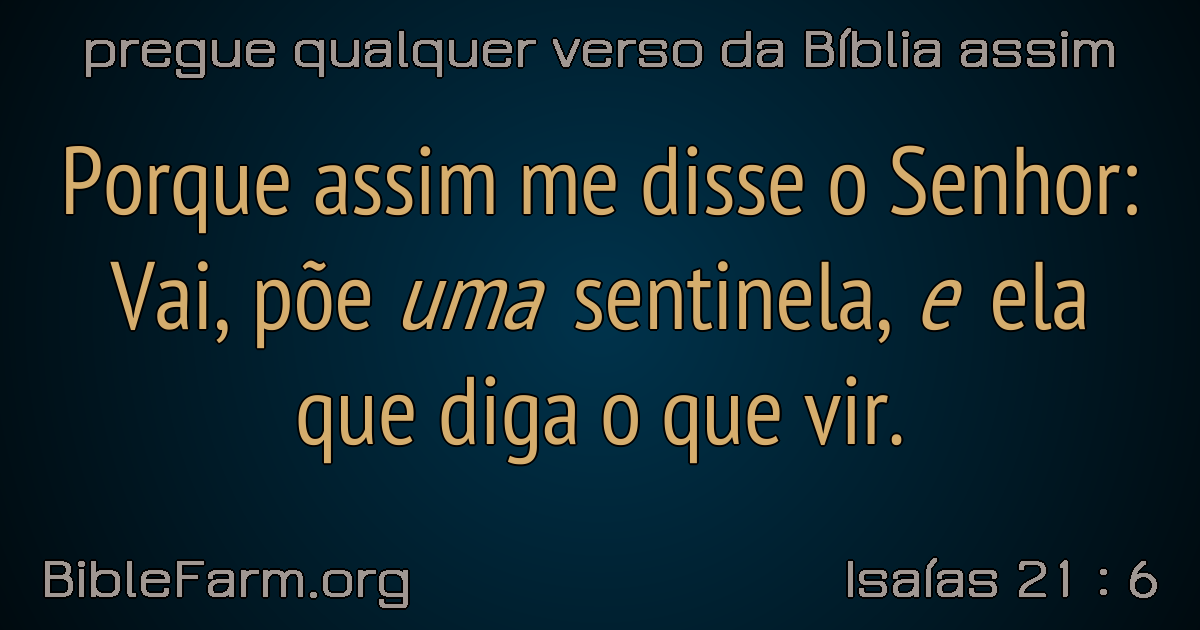 pregue qualquer verso da Bíblia assim
Porque assim me disse o Senhor:
Vai, põe uma sentinela, e ela
que diga o que vir.
BibleFarm.org
Isaías 21 : 6